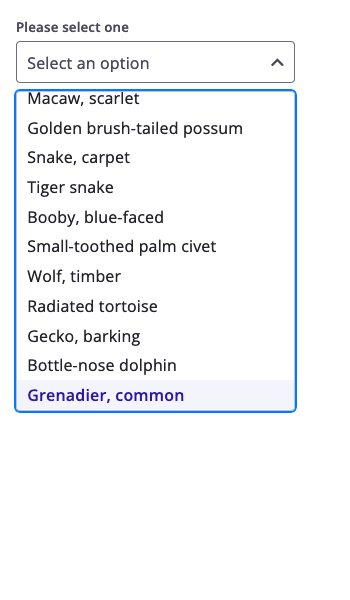 Please select one
Select an option
Macaw, scarlet
Golden brush-tailed possum
Snake, carpet
Tiger snake
Booby, blue-faced
Small-toothed palm civet
Wolf, timber
Radiated tortoise
Gecko, barking
Bottle-nose dolphin
Grenadier, common